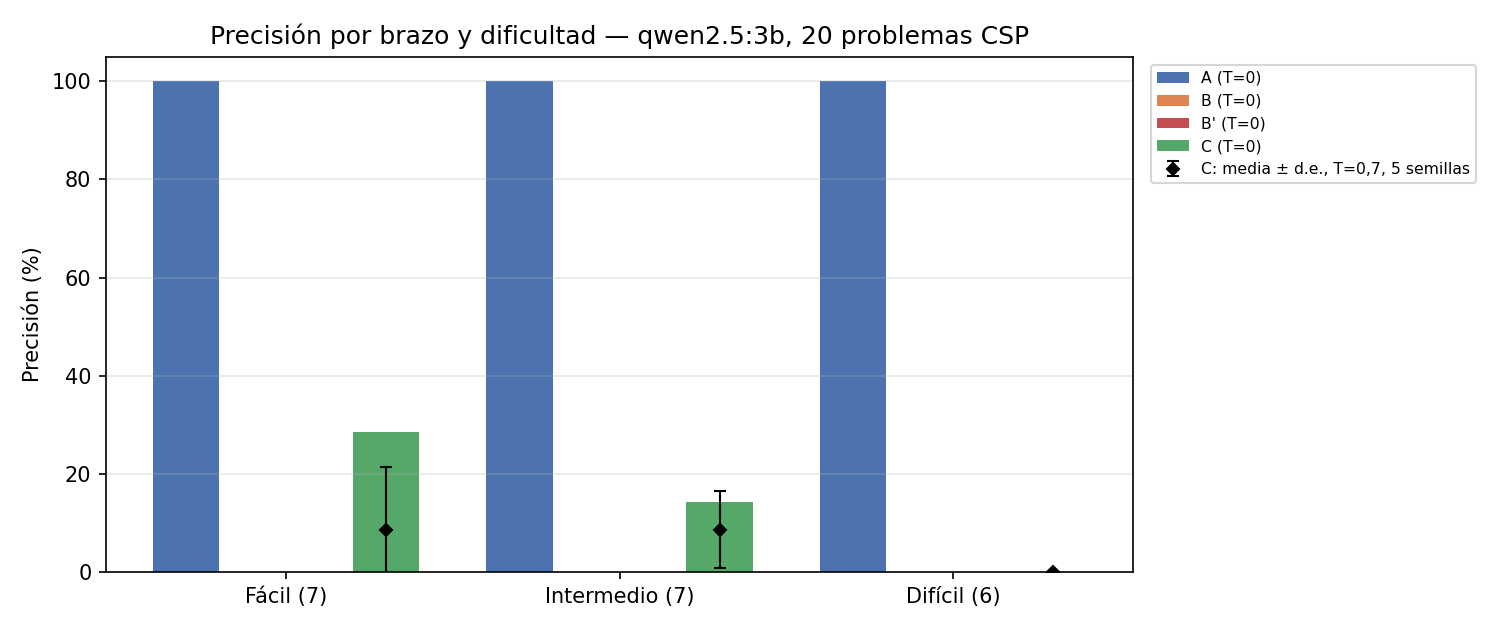 Precisión por brazo y dificultad — qwen2.5:3b, 20 problemas CSP
Precisión (%)
100
80
60
40
20
0
Fácil (7)
Intermedio (7)
Difícil (6)
A (T=0)
B (T=0)
B' (T=0)
C (T=0)
C: media ± d.e., T=0,7, 5 semillas